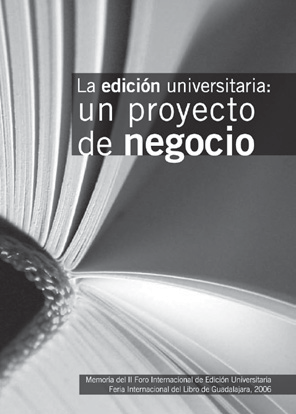 La edición universitaria:
un proyecto
de negocio
Memoria del II Foro Internacional de Edición Universitaria
Feria Internacional del Libro de Guadalajara, 2006